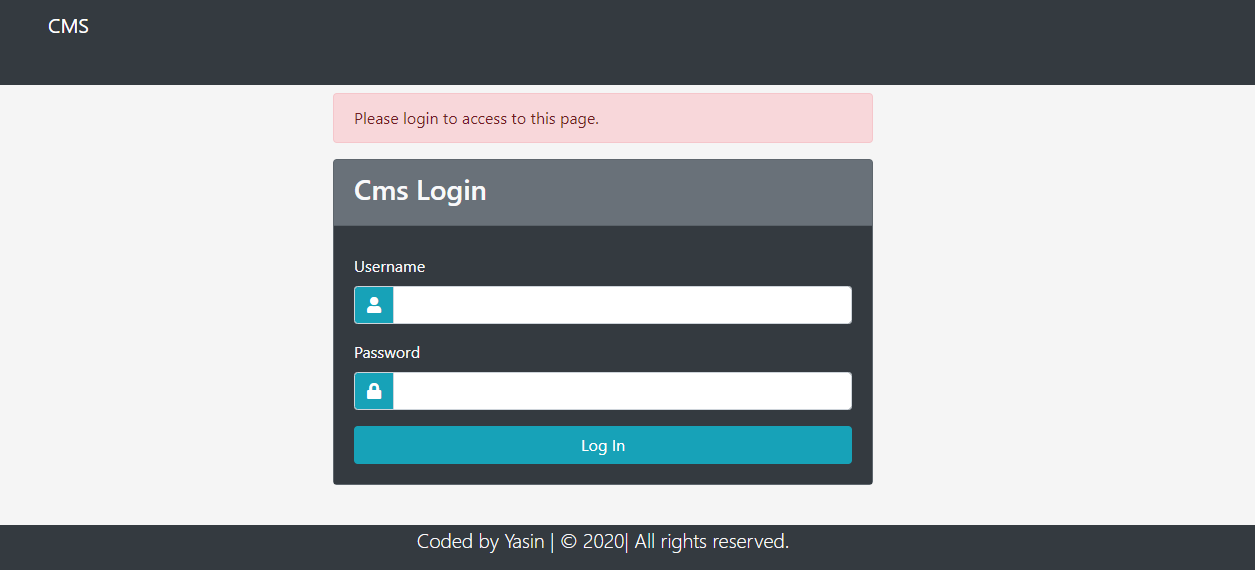 CMS
Please login to access to this page.
Cms Login
Username
Password
Log In
Coded by Yasin | © 2020| All rights reserved.